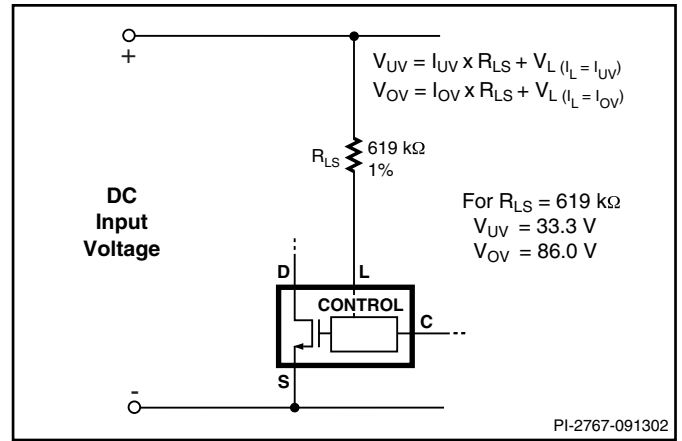 +
V_UV = I_UV x R_LS + V_L (I_L = I_UV)
V_OV = I_OV x R_LS + V_L (I_L = I_OV)
R_LS
619 kΩ
1%
DC
Input
Voltage
For R_LS = 619 kΩ
V_UV = 33.3 V
V_OV = 86.0 V
D
L
CONTROL
C
S
-
PI-2767-091302